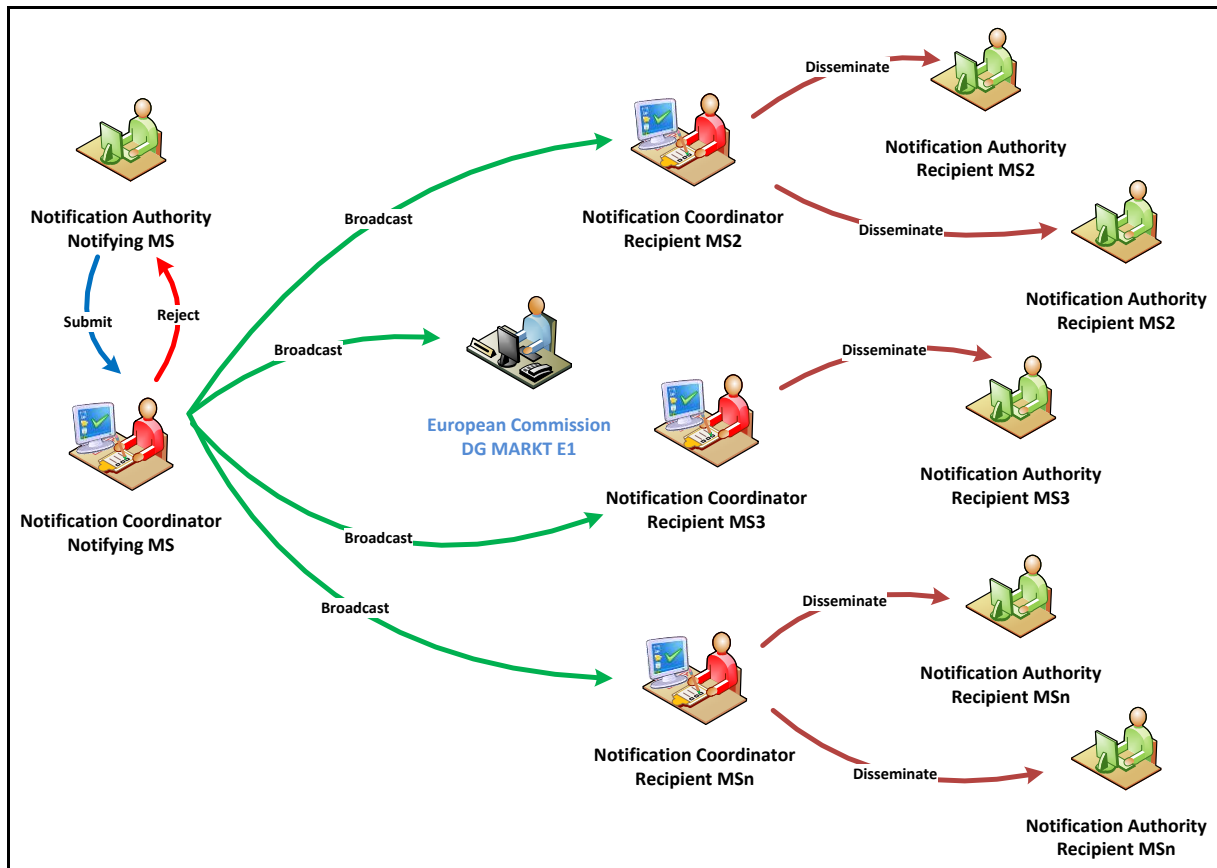 Notification Authority
Notifying MS
Submit
Reject
Notification Coordinator
Notifying MS
Broadcast
Broadcast
Broadcast
Broadcast
European Commission
DG MARKT E1
Notification Coordinator
Recipient MS2
Notification Coordinator
Recipient MS3
Notification Coordinator
Recipient MSn
Disseminate
Disseminate
Disseminate
Disseminate
Disseminate
Notification Authority
Recipient MS2
Notification Authority
Recipient MS2
Notification Authority
Recipient MS3
Notification Authority
Recipient MSn
Notification Authority
Recipient MSn